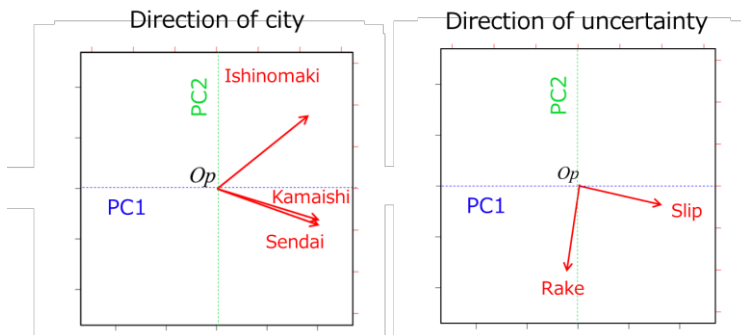 Direction of city
Ishinomaki
PC2
Op
PC1
Kamaishi
Sendai
Direction of uncertainty
PC2
Op
PC1
Slip
Rake